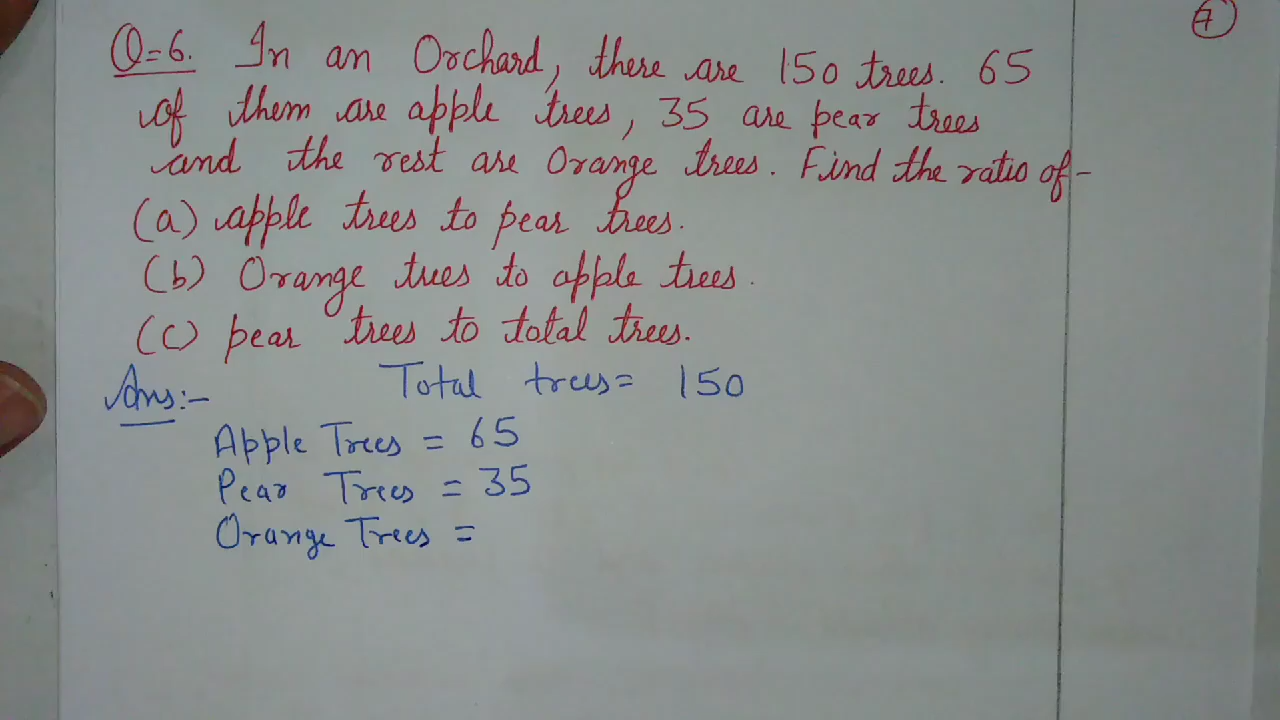 7
Q=6. In an Orchard, there are 150 trees. 65
of them are apple trees, 35 are pear trees
and the rest are Orange trees. Find the ratio of-
(a) apple trees to pear trees.
(b) Orange trees to apple trees.
(c) pear trees to total trees.
Ans:- Total trees = 150
Apple Trees = 65
Pear Trees = 35
Orange Trees =